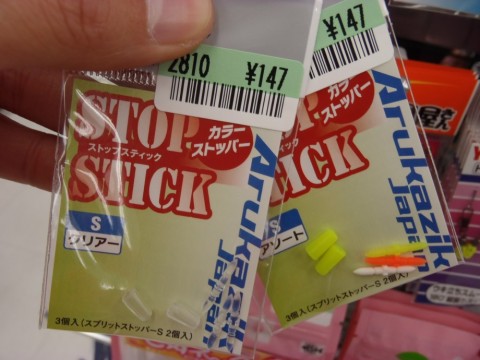 2810 ¥147
STOP
カラー
ストッパー
ストップスティック
STICK
S
クリアー
Arukazik
Japan
3個入(スプリットストッパーS 2個入)
¥147
カラー
ストッパー
STICK
S
アソート
Arukazik
Japan
3個入(スプリットストッパーS 2個入)